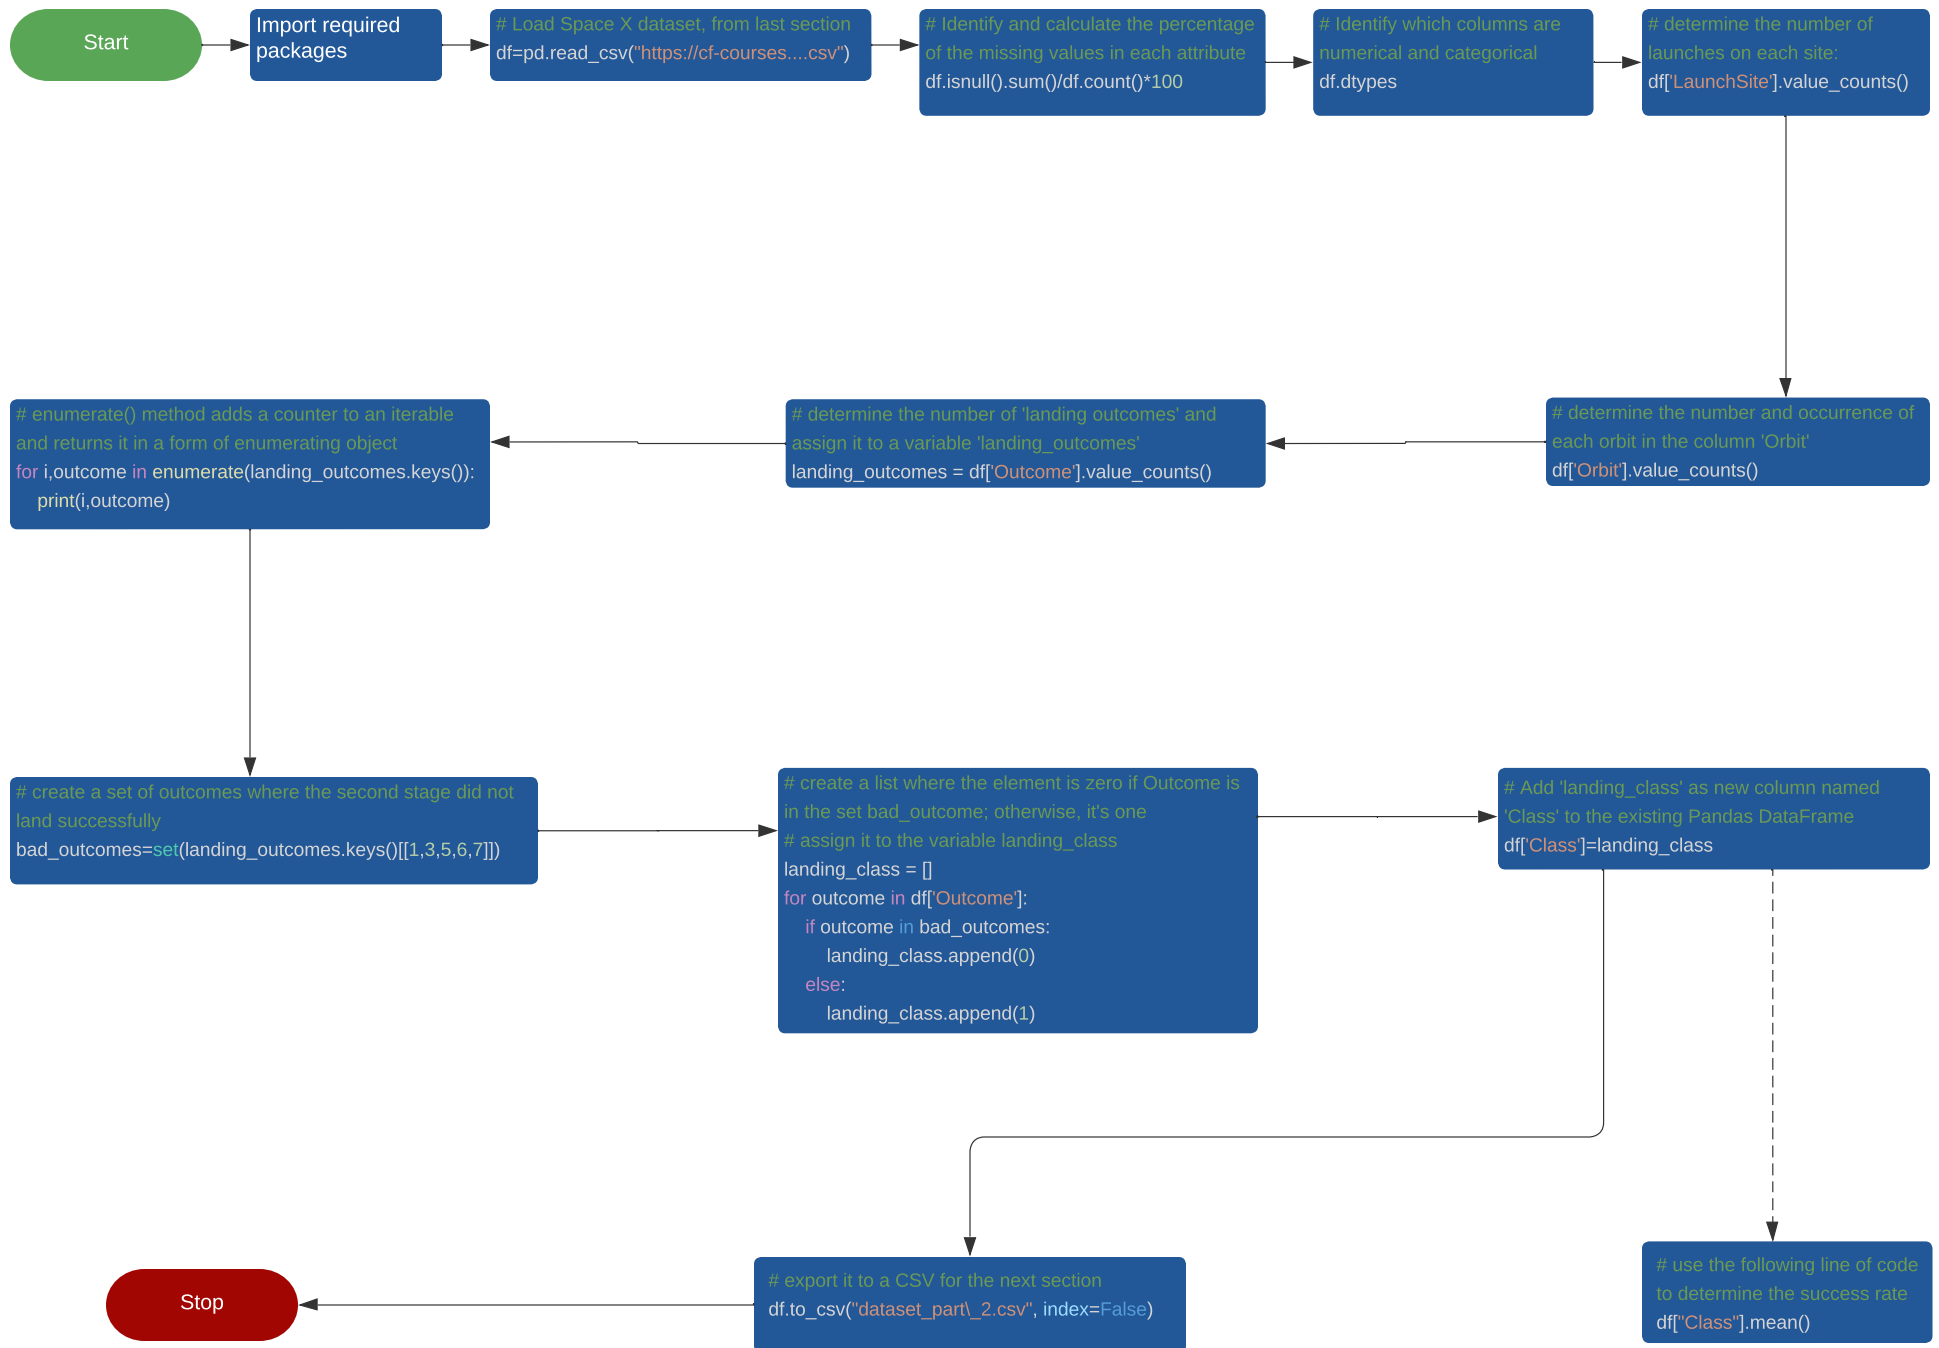 Start
Import required
packages
# Load Space X dataset, from last section
df=pd.read_csv("https://cf-courses....csv")
# Identify and calculate the percentage
of the missing values in each attribute
df.isnull().sum()/df.count()*100
# Identify which columns are
numerical and categorical
df.dtypes
# determine the number of
launches on each site:
df['LaunchSite'].value_counts()
# determine the number and occurrence of
each orbit in the column 'Orbit'
df['Orbit'].value_counts()
# determine the number of 'landing outcomes' and
assign it to a variable 'landing_outcomes'
landing_outcomes = df['Outcome'].value_counts()
# enumerate() method adds a counter to an iterable
and returns it in a form of enumerating object
for i,outcome in enumerate(landing_outcomes.keys()):
    print(i,outcome)
# create a set of outcomes where the second stage did not
land successfully
bad_outcomes=set(landing_outcomes.keys()[[1,3,5,6,7]])
# create a list where the element is zero if Outcome is
in the set bad_outcome; otherwise, it's one
# assign it to the variable landing_class
landing_class = []
for outcome in df['Outcome']:
    if outcome in bad_outcomes:
        landing_class.append(0)
    else:
        landing_class.append(1)
# Add 'landing_class' as new column named
'Class' to the existing Pandas DataFrame
df['Class']=landing_class
# use the following line of code
to determine the success rate
df["Class"].mean()
# export it to a CSV for the next section
df.to_csv("dataset_part\_2.csv", index=False)
Stop